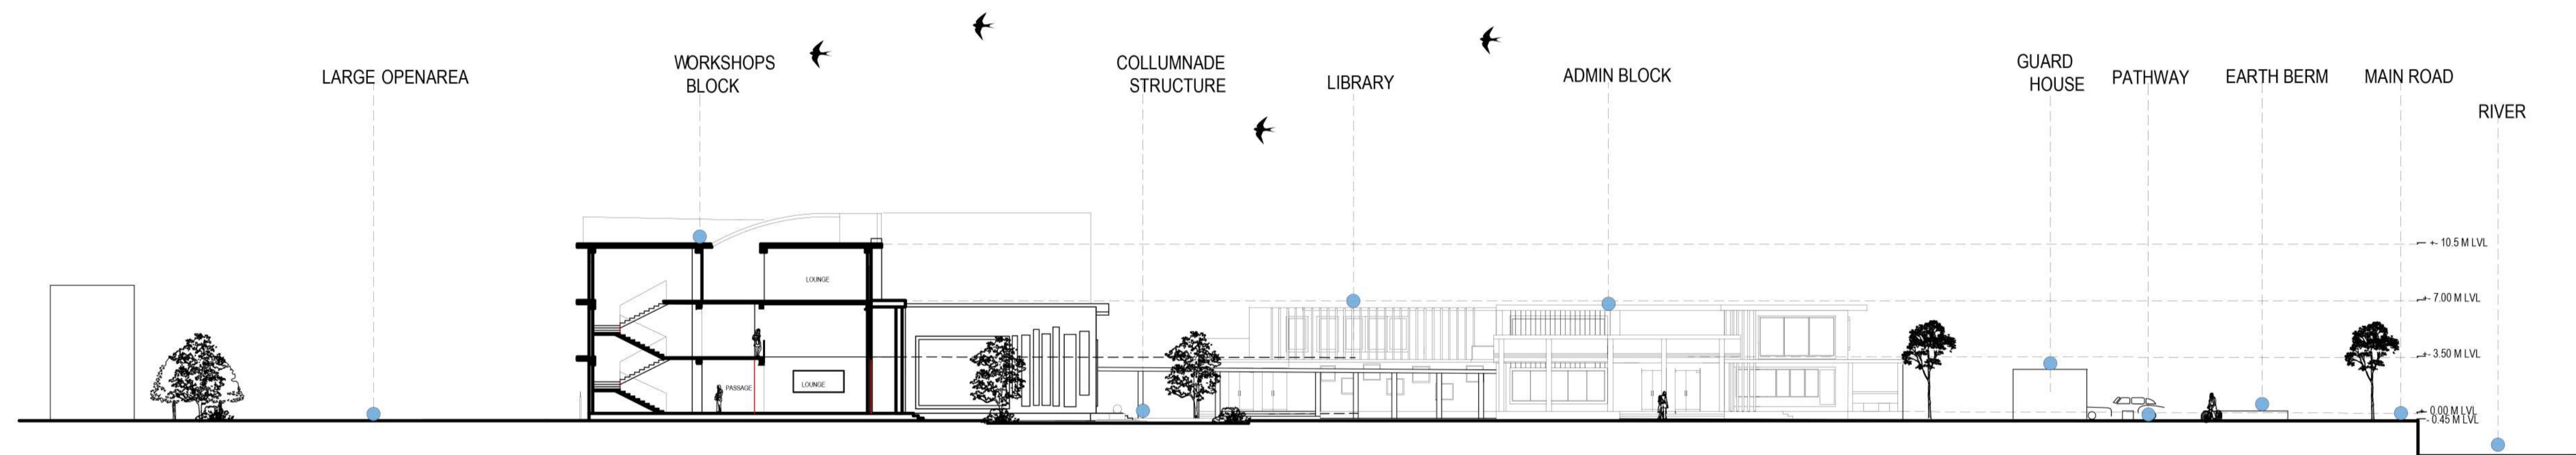 LARGE OPENAREA
WORKSHOPS
BLOCK
COLLUMNADE
STRUCTURE
LIBRARY
ADMIN BLOCK
GUARD
HOUSE
PATHWAY
EARTH BERM
MAIN ROAD
RIVER
+- 10.5 M LVL
LOUNGE
+- 7.00 M LVL
+- 3.50 M LVL
PASSAGE
LOUNGE
+ 0.00 M LVL
- 0.45 M LVL